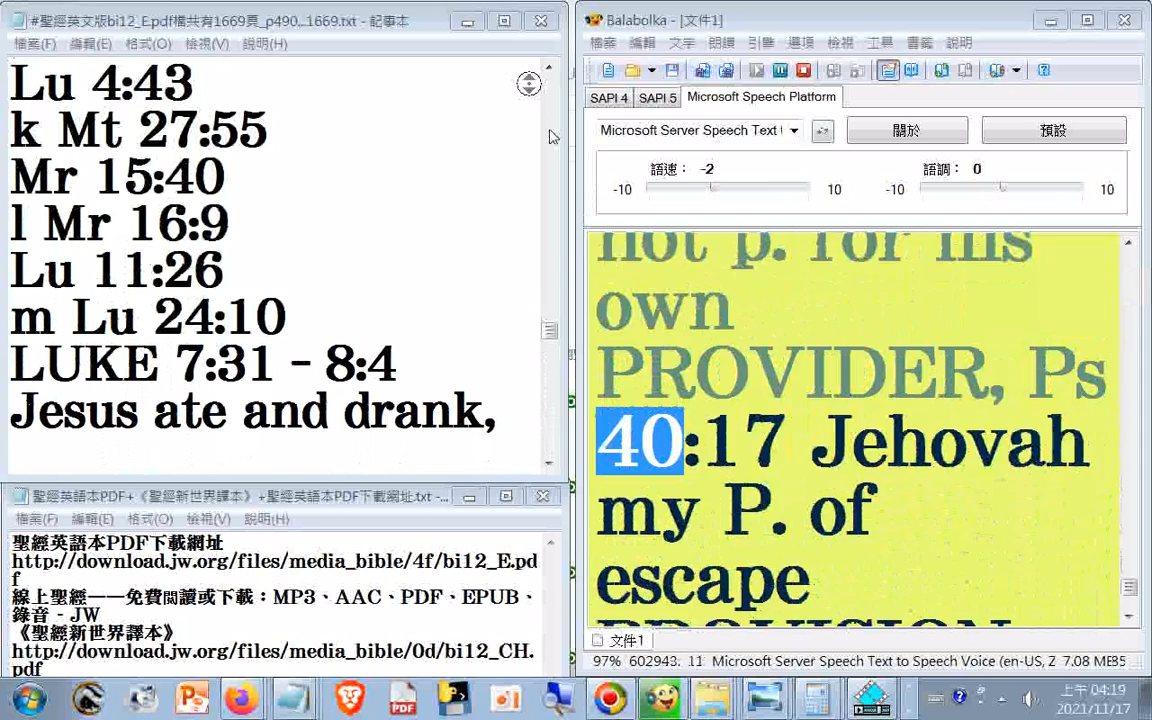 #聖經英文版bi12_E.pdf檔共有1669頁_p490...1669.txt - 記事本
檔案(F) 編輯(E) 格式(O) 檢視(V) 說明(H)
Lu 4:43
k Mt 27:55
Mr 15:40
l Mr 16:9
Lu 11:26
m Lu 24:10
LUKE 7:31 - 8:4
Jesus ate and drank,
聖經英語本PDF+《聖經新世界譯本》+聖經英語本PDF下載網址.txt - ...
檔案(F) 編輯(E) 格式(O) 檢視(V) 說明(H)
聖經英語本PDF下載網址
http://download.jw.org/files/media_bible/4f/bi12_E.pd
f
線上聖經——免費閱讀或下載：MP3、AAC、PDF、EPUB、
錄音 - JW
《聖經新世界譯本》
http://download.jw.org/files/media_bible/0d/bi12_CH.
pdf
Balabolka - [文件1]
檔案 編輯 文字 朗讀 引擎 選項 檢視 工具 書籤 說明
SAPI 4 SAPI 5 Microsoft Speech Platform
Microsoft Server Speech Text t 關於 預設
語速： -2 語調： 0
-10 10 -10 10
not p. for his
own
PROVIDER, Ps
40:17 Jehovah
my P. of
escape
PROVISION
文件1
97% 602943. 11 Microsoft Server Speech Text to Speech Voice (en-US, Z 7.08 MB
上午 04:19
2021/11/17